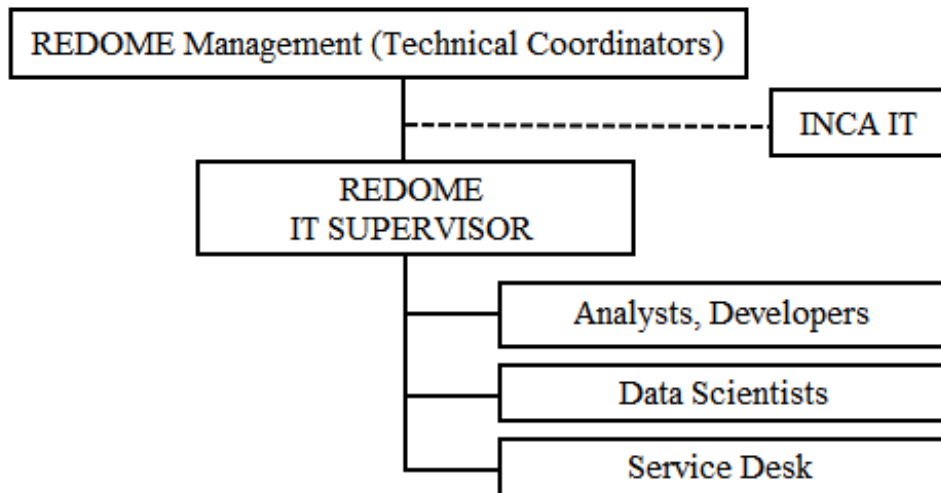 REDOME Management (Technical Coordinators)
INCA IT
REDOME
IT SUPERVISOR
Analysts, Developers
Data Scientists
Service Desk